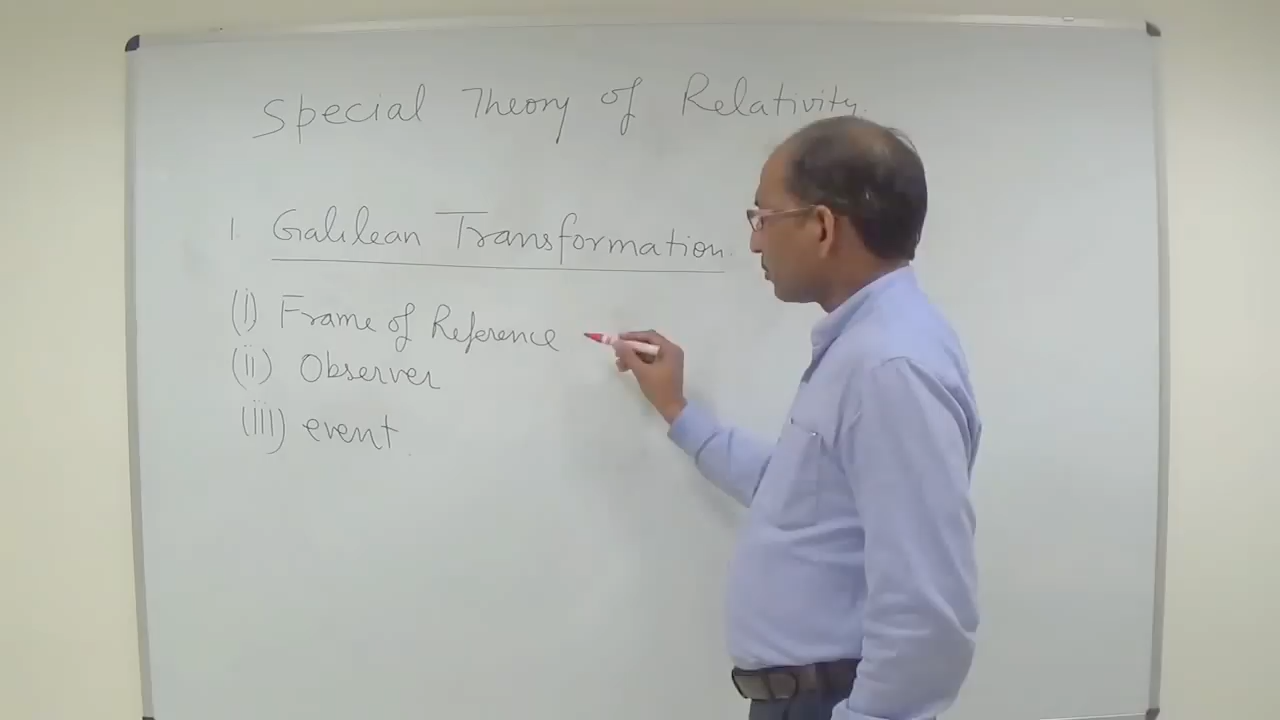 Special Theory of Relativity.
1. Galilean Transformation.
(i) Frame of Reference
(ii) Observer
(iii) event